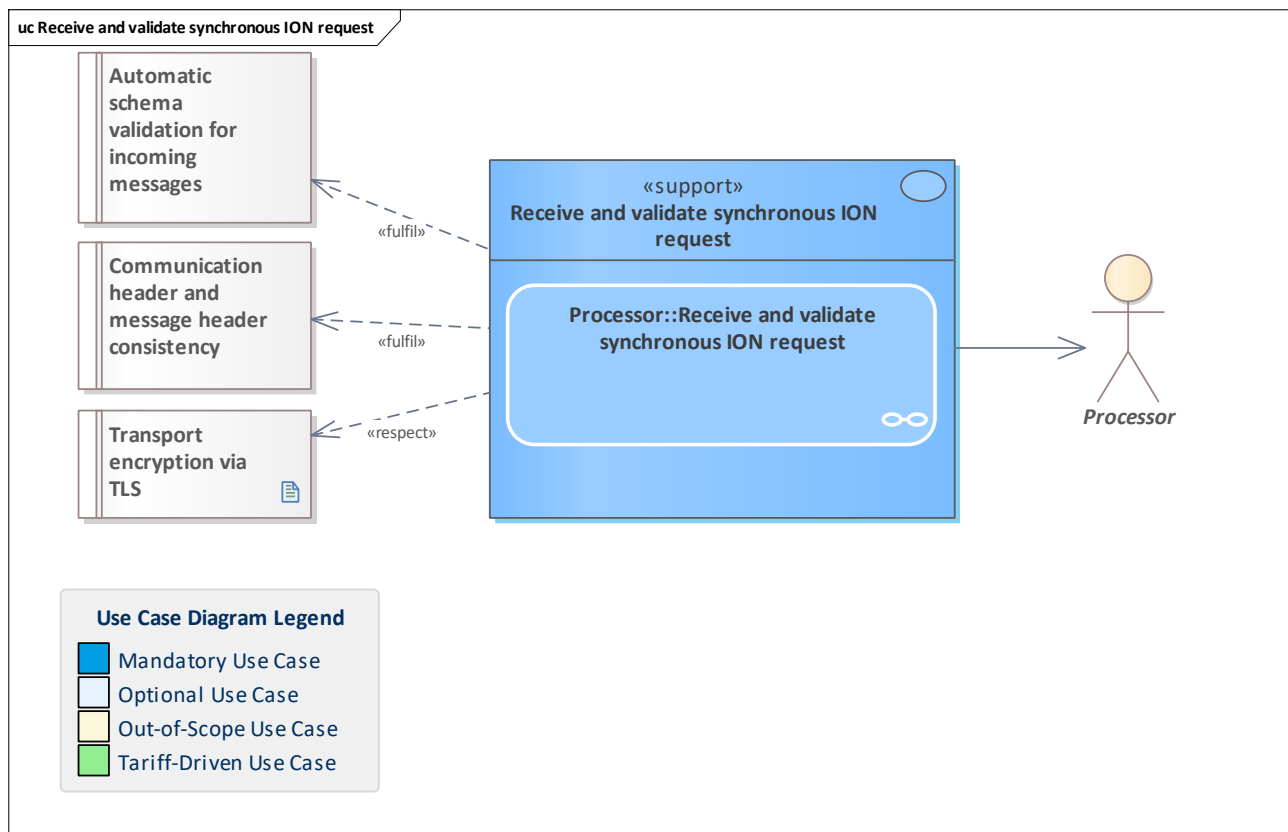 uc Receive and validate synchronous ION request
Automatic
schema
validation for
incoming
messages
«fulfil»
Communication
header and
message header
consistency
«fulfil»
Transport
encryption via
TLS
«respect»
«support»
Receive and validate synchronous ION
request
Processor::Receive and validate
synchronous ION request
Processor
Use Case Diagram Legend
Mandatory Use Case
Optional Use Case
Out-of-Scope Use Case
Tariff-Driven Use Case